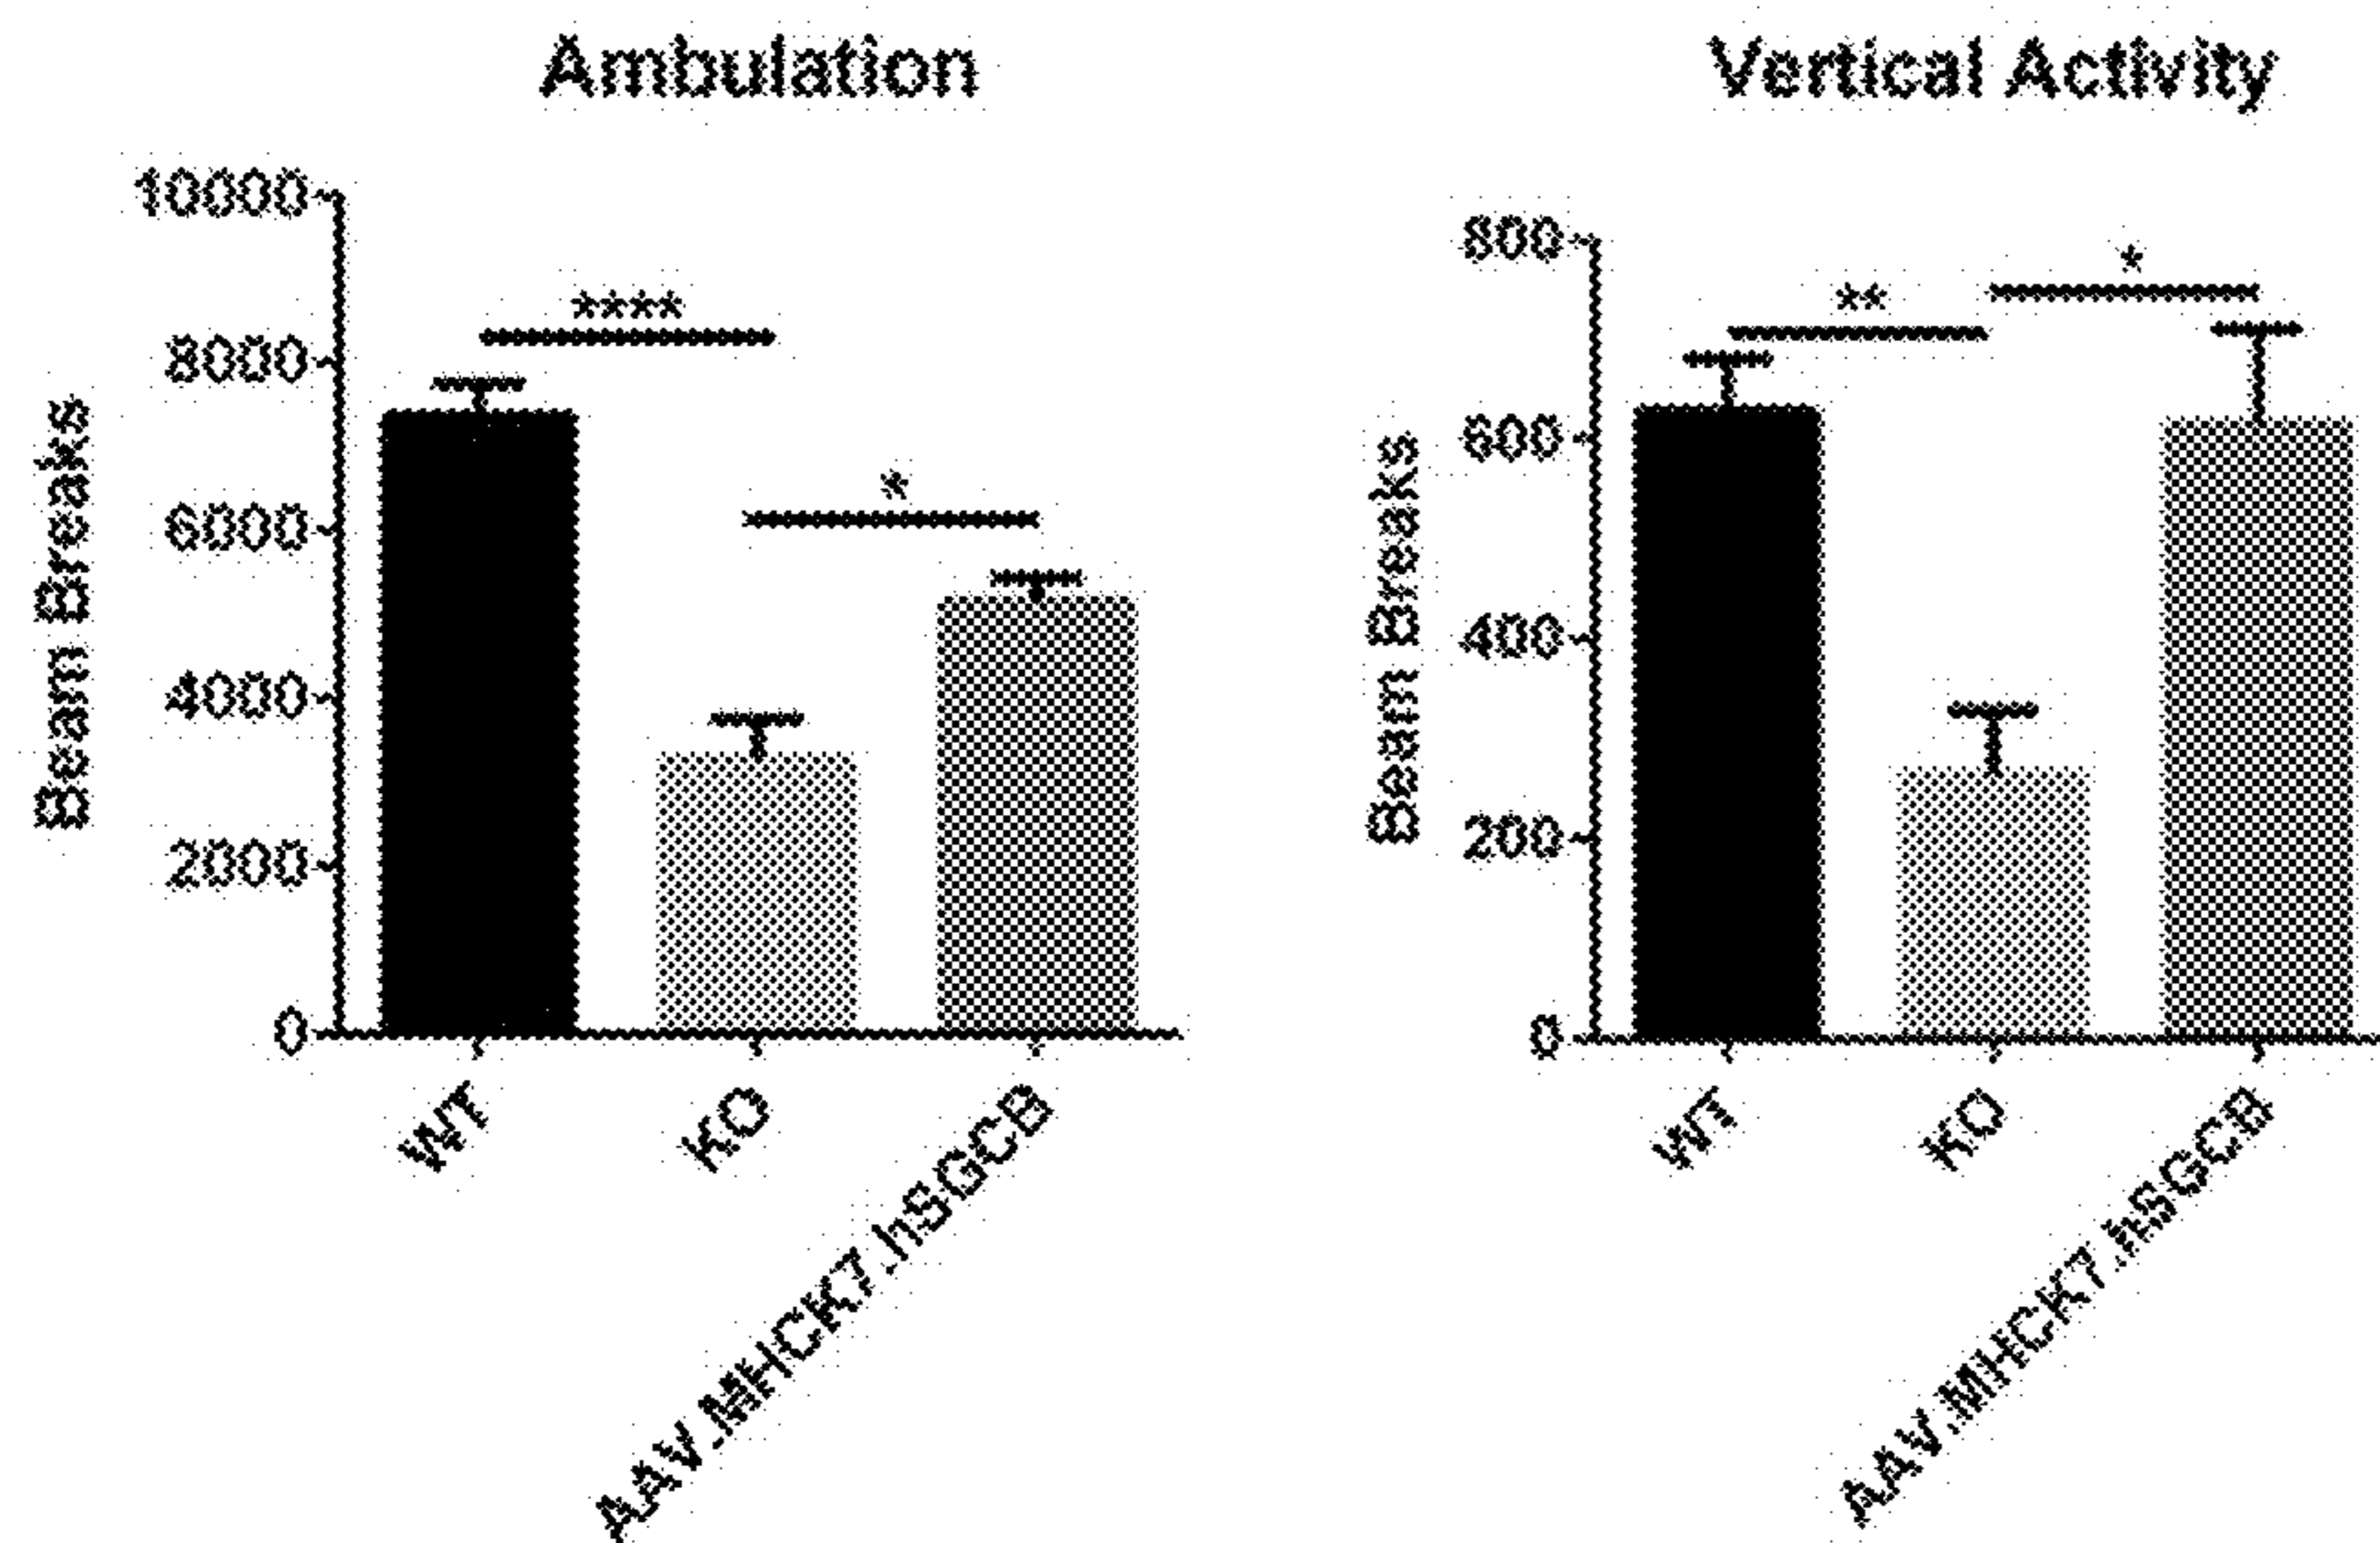 Ambulation
Beam Breaks
10000
8000
6000
4000
2000
0
****
*
WT
KO
AAV.MHCK7.hSGCB
Vertical Activity
Beam Breaks
800
600
400
200
0
**
*
WT
KO
AAV.MHCK7.hSGCB